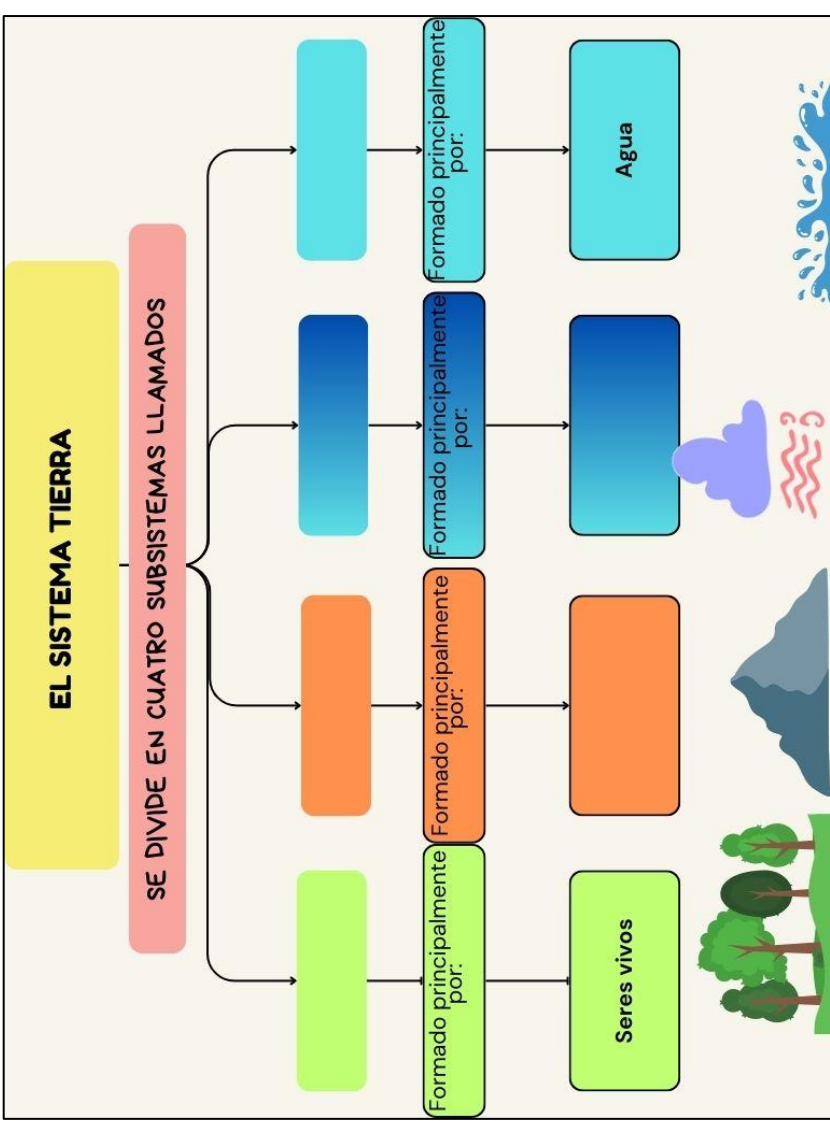 EL SISTEMA TIERRA
SE DIVIDE EN CUATRO SUBSISTEMAS LLAMADOS
Formado principalmente
por:
Seres vivos
Formado principalmente
por:
Formado principalmente
por:
Formado principalmente
por:
Agua